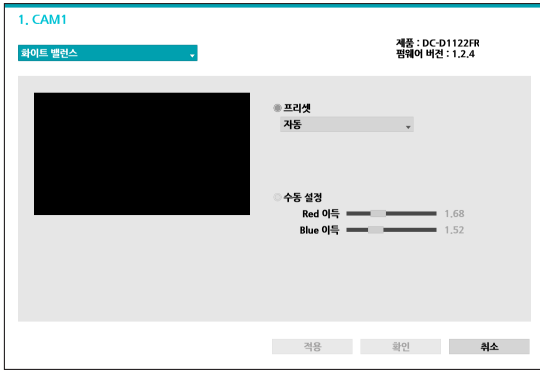 1. CAM1
제품 : DC-D1122FR
화이트 밸런스
펌웨어 버전 : 1.2.4
프리셋
자동
수동 설정
Red 이득 1.68
Blue 이득 1.52
적용 확인 취소